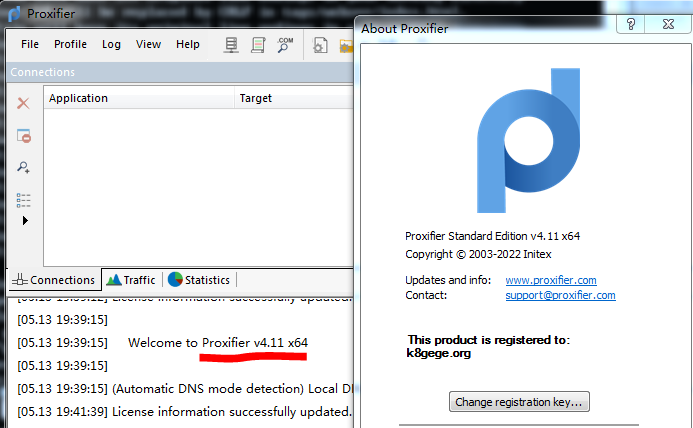 Proxifier
File Profile Log View Help .COM
Connections
Application Target
Connections Traffic Statistics
License information successfully updated.
[05.13 19:39:15]
[05.13 19:39:15] Welcome to Proxifier v4.11 x64
[05.13 19:39:15]
[05.13 19:39:15] (Automatic DNS mode detection) Local
[05.13 19:41:39] License information successfully updated.
About Proxifier
?
Proxifier Standard Edition v4.11 x64
Copyright © 2003-2022 Initex
Updates and info: www.proxifier.com
Contact: support@proxifier.com
This product is registered to:
k8gege.org
Change registration key...